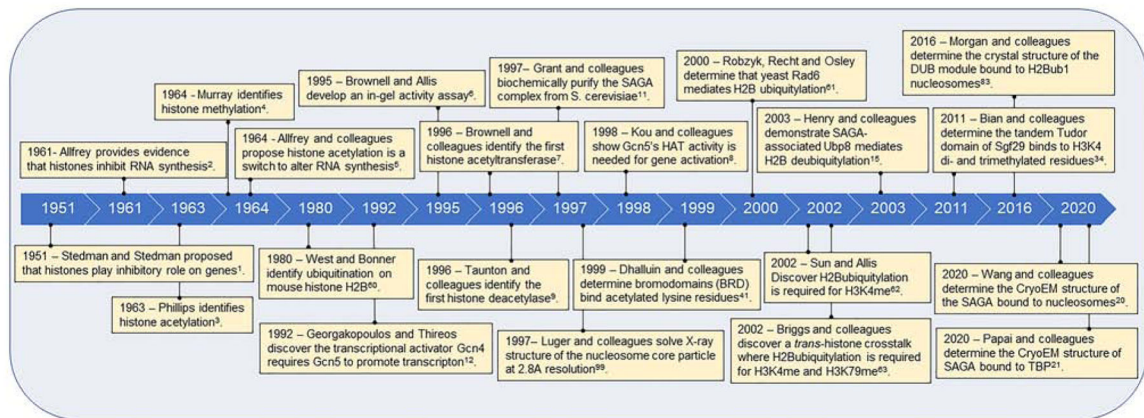 1961- Allfrey provides evidence
that histones inhibit RNA synthesis².
1964 - Murray identifies
histone methylation⁴.
1964 - Allfrey and colleagues
propose histone acetylation is a
switch to alter RNA synthesis⁵.
1995 – Brownell and Allis
develop an in-gel activity assay⁶.
1996 – Brownell and
colleagues identify the first
histone acetyltransferase⁷.
1997– Grant and colleagues
biochemically purify the SAGA
complex from S. cerevisiae¹¹.
1998 – Kou and colleagues
show Gcn5's HAT activity is
needed for gene activation⁸.
2000 – Robzyk, Recht and Osley
determine that yeast Rad6
mediates H2B ubiquitylation⁶¹.
2003 – Henry and colleagues
demonstrate SAGA-
associated Ubp8 mediates
H2B deubiquitylation¹⁵.
2016 – Morgan and colleagues
determine the crystal structure of the
DUB module bound to H2Bub1
nucleosomes⁸³.
2011 – Bian and colleagues
determine the tandem Tudor
domain of Sgf29 binds to H3K4
di- and trimethylated residues³⁴.
1951 1961 1963 1964 1980 1992 1995 1996 1997 1998 1999 2000 2002 2003 2011 2016 2020
1951 – Stedman and Stedman proposed
that histones play inhibitory role on genes¹.
1963 – Phillips identifies
histone acetylation³.
1980 – West and Bonner
identify ubiquitination on
mouse histone H2B⁶⁰.
1992 – Georgakopoulos and Thireos
discover the transcriptional activator Gcn4
requires Gcn5 to promote transcripton¹².
1996 – Taunton and
colleagues identify the
first histone deacetylase⁹.
1999 – Dhalluin and colleagues
determine bromodomains (BRD)
bind acetylated lysine residues⁴¹.
1997– Luger and colleagues solve X-ray
structure of the nucleosome core particle
at 2.8A resolution⁹⁹.
2002 – Sun and Allis
Discover H2Bubiquitylation
is required for H3K4me⁶².
2002 – Briggs and colleagues
discover a trans-histone crosstalk
where H2Bubiquitylation is required
for H3K4me and H3K79me⁶³.
2020 – Wang and colleagues
determine the CryoEM structure of
the SAGA bound to nucleosomes²⁰.
2020 – Papai and colleagues
determine the CryoEM structure of
SAGA bound to TBP²¹.